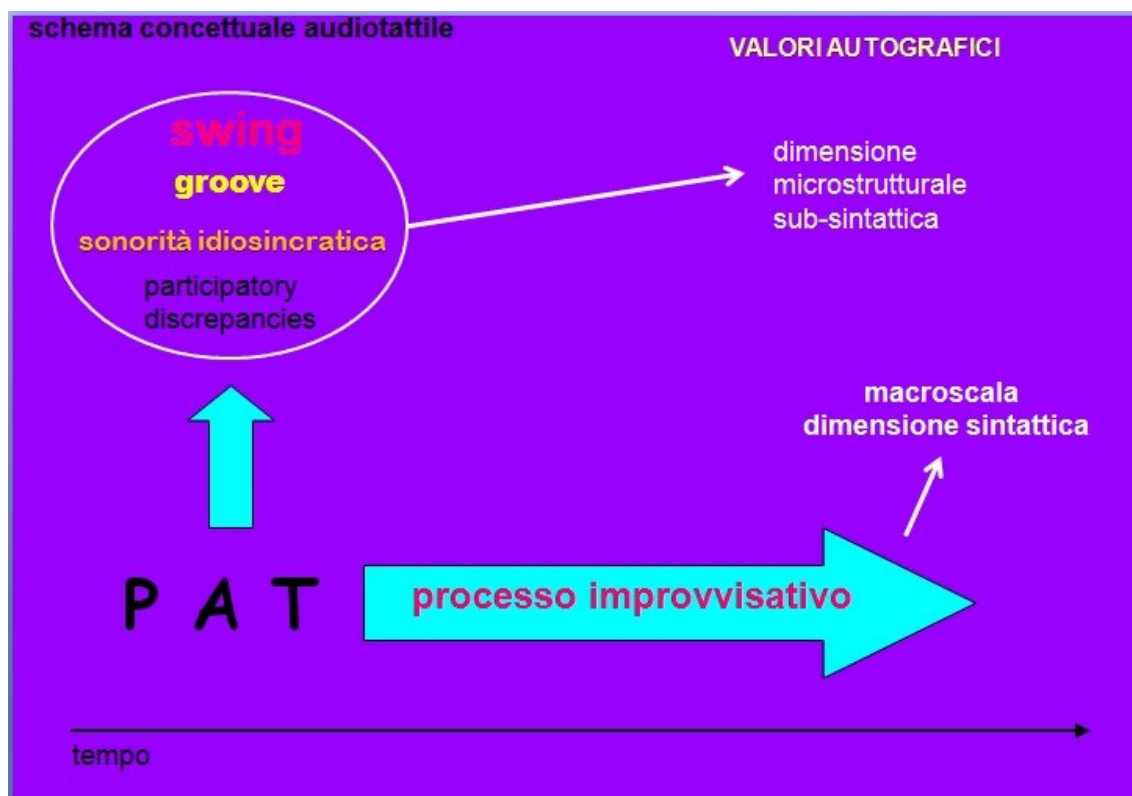 schema concettuale audiotattile
VALORI AUTOGRAFICI
swing
groove
sonorità idiosincratica
participatory
discrepancies
dimensione
microstrutturale
sub-sintattica
macroscala
dimensione sintattica
P A T
processo improvvisativo
tempo